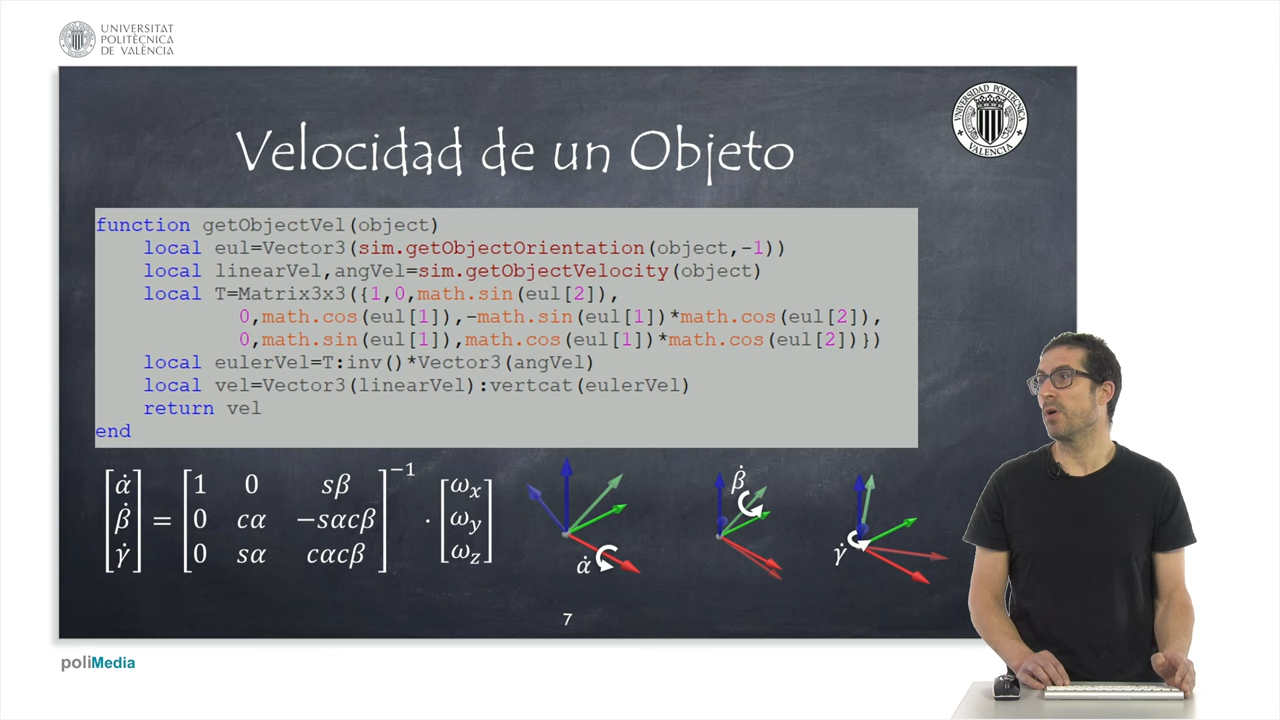 UNIVERSITAT
POLITÈCNICA
DE VALÈNCIA
UNIVERSIDAD POLITECNICA
VALENCIA
Velocidad de un Objeto
function getObjectVel(object)
local eul=Vector3(sim.getObjectOrientation(object,-1))
local linearVel,angVel=sim.getObjectVelocity(object)
local T=Matrix3x3({1,0,math.sin(eul[2]),
0,math.cos(eul[1]),-math.sin(eul[1])*math.cos(eul[2]),
0,math.sin(eul[1]),math.cos(eul[1])*math.cos(eul[2])})
local eulerVel=T:inv()*Vector3(angVel)
local vel=Vector3(linearVel):vertcat(eulerVel)
return vel
end
[α̇ β̇ γ̇] = [1 0 sβ; 0 cα −sαcβ; 0 sα cαcβ]⁻¹ · [ωx ωy ωz]
α̇
β̇
γ̇
7
poliMedia